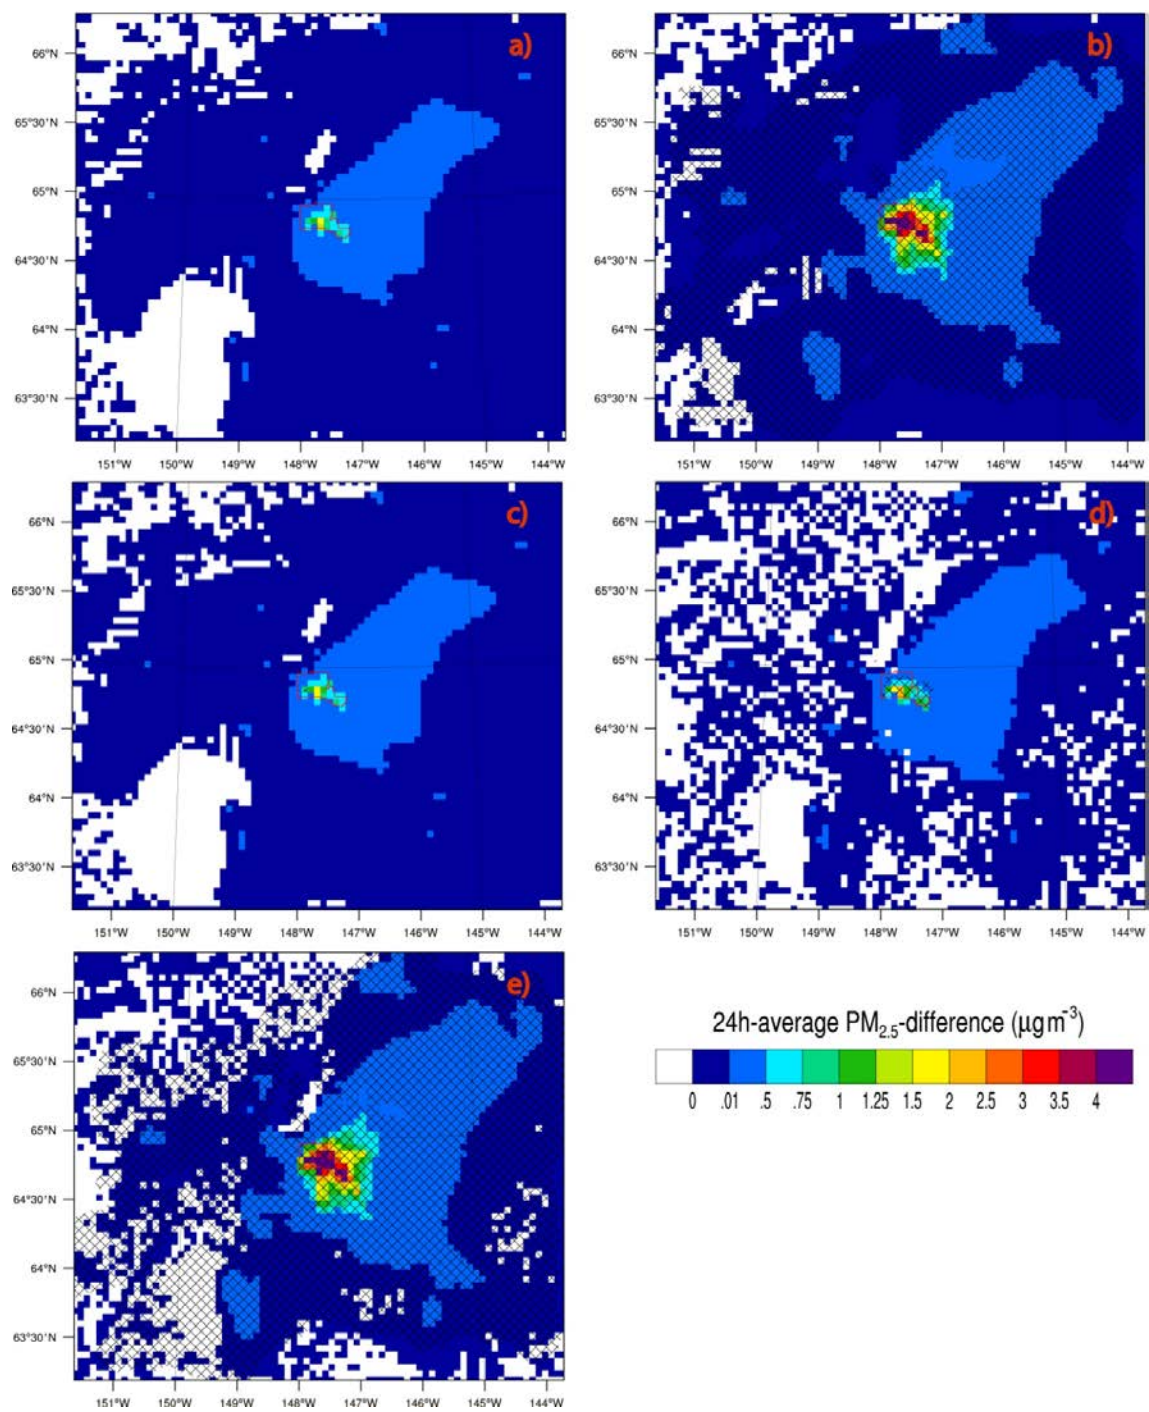 a)
66°N
65°30'N
65°N
64°30'N
64°N
63°30'N
151°W 150°W 149°W 148°W 147°W 146°W 145°W 144°W
b)
66°N
65°30'N
65°N
64°30'N
64°N
63°30'N
151°W 150°W 149°W 148°W 147°W 146°W 145°W 144°W
c)
66°N
65°30'N
65°N
64°30'N
64°N
63°30'N
151°W 150°W 149°W 148°W 147°W 146°W 145°W 144°W
d)
66°N
65°30'N
65°N
64°30'N
64°N
63°30'N
151°W 150°W 149°W 148°W 147°W 146°W 145°W 144°W
e)
66°N
65°30'N
65°N
64°30'N
64°N
63°30'N
151°W 150°W 149°W 148°W 147°W 146°W 145°W 144°W
24h-average PM2.5-difference (μgm⁻³)
0 .01 .5 .75 1 1.25 1.5 2 2.5 3 3.5 4